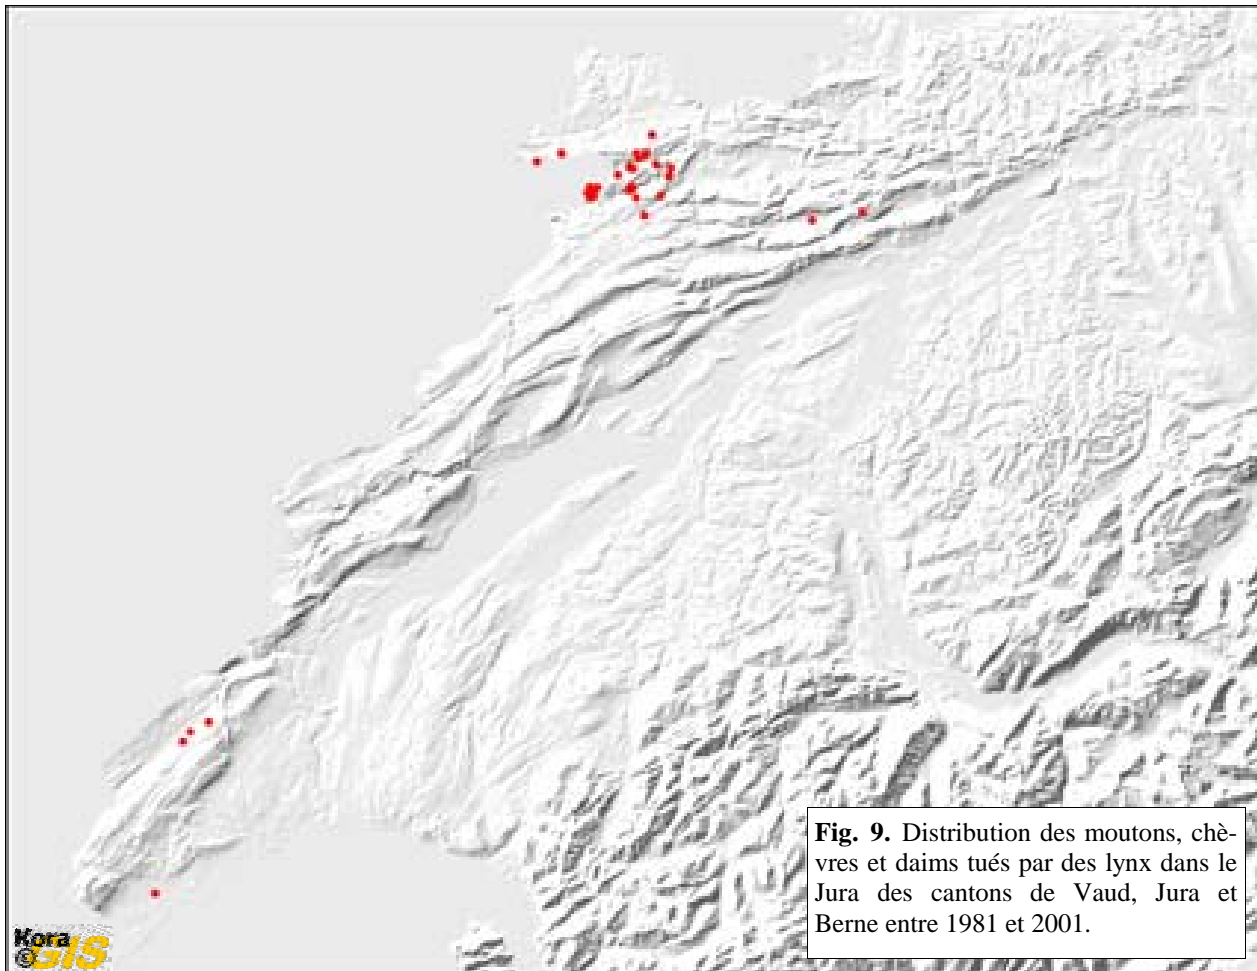 Fig. 9. Distribution des moutons, chè-
vres et daims tués par des lynx dans le
Jura des cantons de Vaud, Jura et
Berne entre 1981 et 2001.
Kora
©GIS